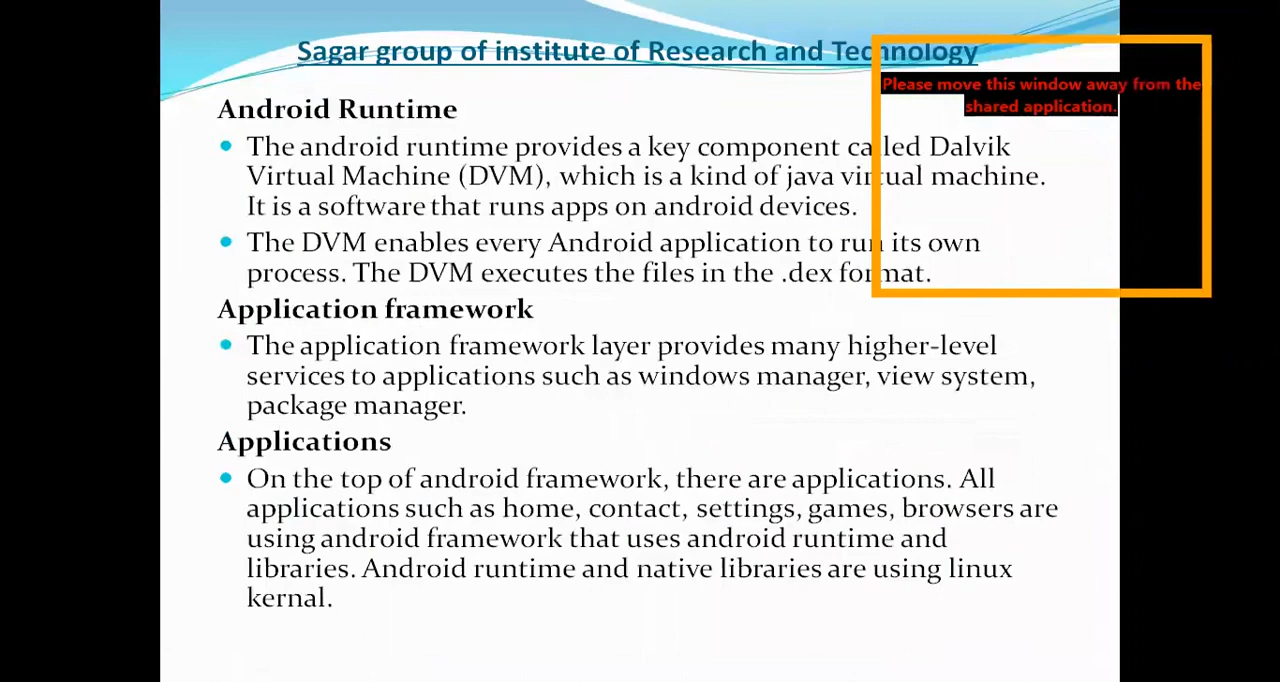 Sagar group of institute of Research and Technology
Please move this window away from the
shared application.
Android Runtime
The android runtime provides a key component called Dalvik
Virtual Machine (DVM), which is a kind of java virtual machine.
It is a software that runs apps on android devices.
The DVM enables every Android application to run its own
process. The DVM executes the files in the .dex format.
Application framework
The application framework layer provides many higher-level
services to applications such as windows manager, view system,
package manager.
Applications
On the top of android framework, there are applications. All
applications such as home, contact, settings, games, browsers are
using android framework that uses android runtime and
libraries. Android runtime and native libraries are using linux
kernal.